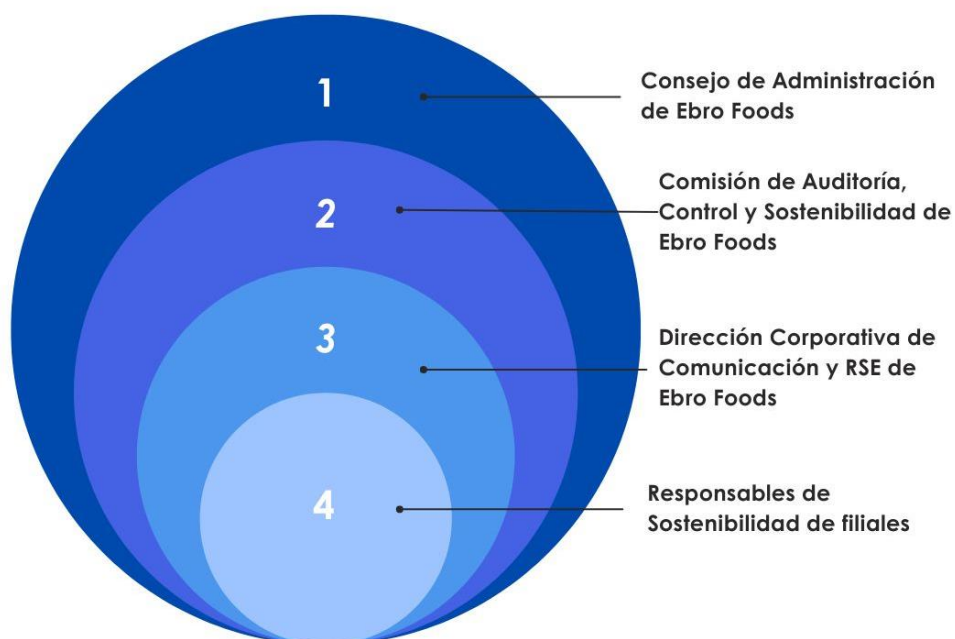 1
Consejo de Administración
de Ebro Foods
2
Comisión de Auditoría,
Control y Sostenibilidad de
Ebro Foods
3
Dirección Corporativa de
Comunicación y RSE de
Ebro Foods
4
Responsables de
Sostenibilidad de filiales